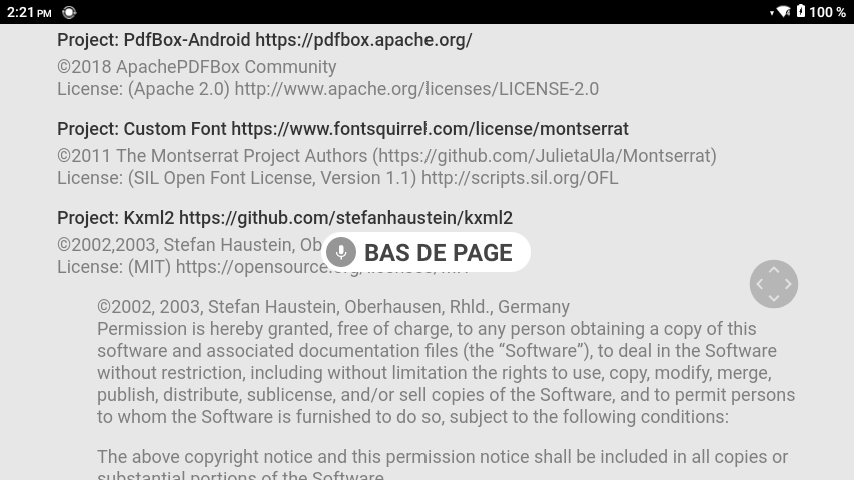 2:21 PM 100 %
Project: PdfBox-Android https://pdfbox.apache.org/
©2018 ApachePDFBox Community
License: (Apache 2.0) http://www.apache.org/licenses/LICENSE-2.0
Project: Custom Font https://www.fontsquirrel.com/license/montserrat
©2011 The Montserrat Project Authors (https://github.com/JulietaUla/Montserrat)
License: (SIL Open Font License, Version 1.1) http://scripts.sil.org/OFL
Project: Kxml2 https://github.com/stefanhaustein/kxml2
©2002,2003, Stefan Haustein,
BAS DE PAGE
License: (MIT)
©2002, 2003, Stefan Haustein, Oberhausen, Rhld., Germany
Permission is hereby granted, free of charge, to any person obtaining a copy of this
software and associated documentation files (the “Software”), to deal in the Software
without restriction, including without limitation the rights to use, copy, modify, merge,
publish, distribute, sublicense, and/or sell copies of the Software, and to permit persons
to whom the Software is furnished to do so, subject to the following conditions:
The above copyright notice and this permission notice shall be included in all copies or
substantial portions of the Software.